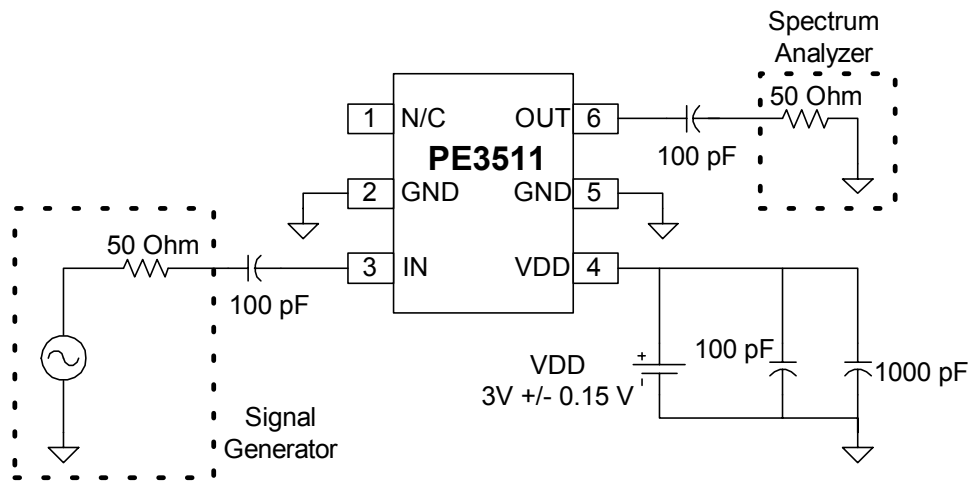 Spectrum
Analyzer
50 Ohm
1 N/C OUT 6
100 pF
PE3511
2 GND GND 5
50 Ohm
3 IN VDD 4
100 pF
VDD
3V +/- 0.15 V
+
-
100 pF
1000 pF
Signal
Generator